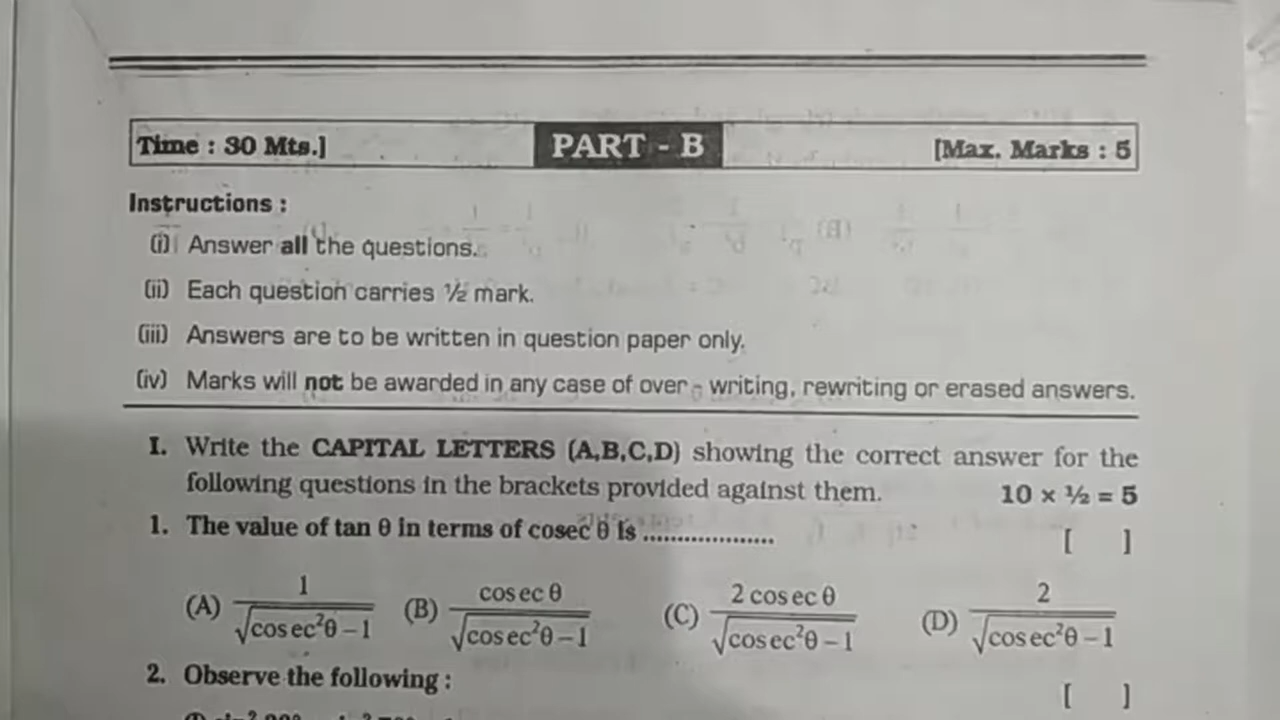 Time : 30 Mts.] PART - B [Max. Marks : 5
Instructions :
(i) Answer all the questions.
(ii) Each question carries ½ mark.
(iii) Answers are to be written in question paper only.
(iv) Marks will not be awarded in any case of over - writing, rewriting or erased answers.
I. Write the CAPITAL LETTERS (A,B,C,D) showing the correct answer for the
following questions in the brackets provided against them. 10 × ½ = 5
1. The value of tan θ in terms of cosec θ is ................... [ ]
(A) 1/√(cosec²θ – 1) (B) cosec θ/√(cosec²θ – 1) (C) 2 cosec θ/√(cosec²θ – 1) (D) 2/√(cosec²θ – 1)
2. Observe the following : [ ]